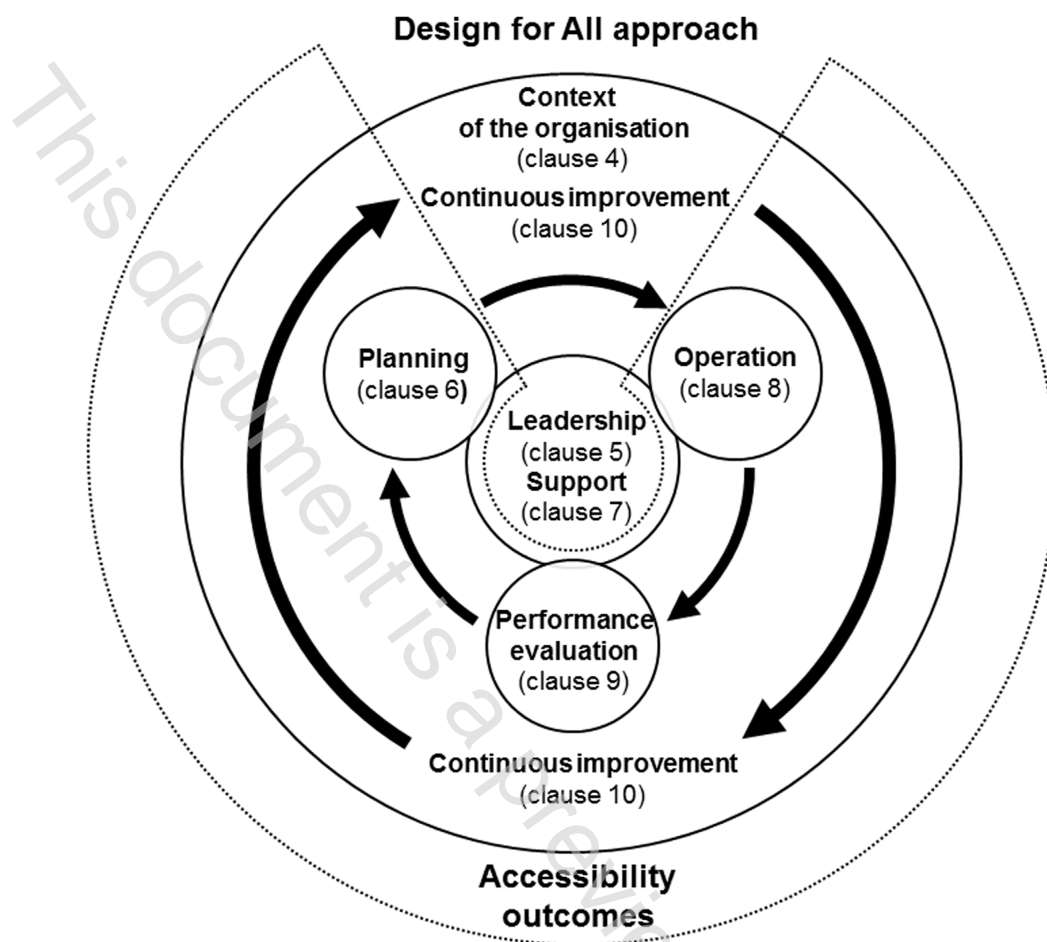 Design for All approach
Context
of the organisation
(clause 4)
Continuous improvement
(clause 10)
Planning
(clause 6)
Operation
(clause 8)
Leadership
(clause 5)
Support
(clause 7)
Performance
evaluation
(clause 9)
Continuous improvement
(clause 10)
Accessibility
outcomes
This document is a previe